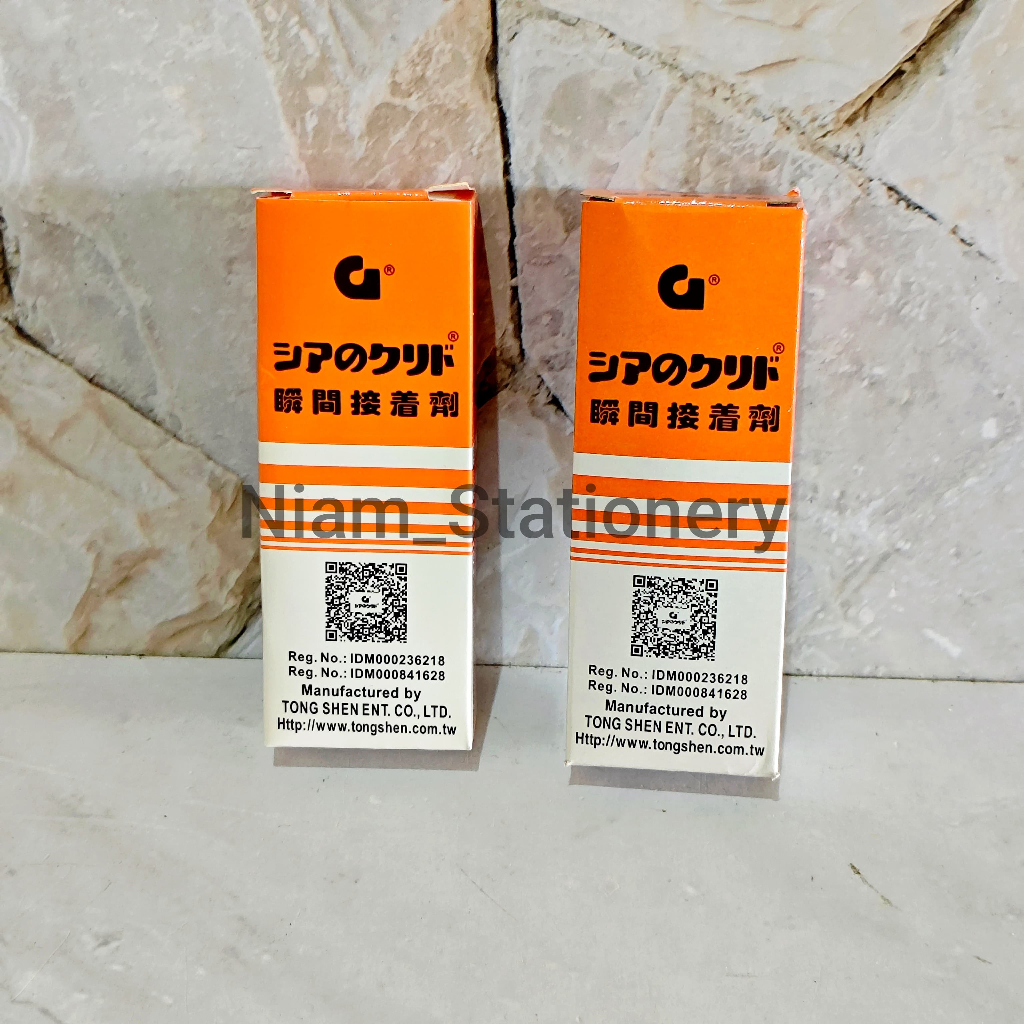 G®
シアのクリド®
瞬間接着剤
Reg. No.: IDM000236218
Reg. No.: IDM000841628
Manufactured by
TONG SHEN ENT. CO., LTD.
Http://www.tongshen.com.tw
G®
シアのクリド®
瞬間接着剤
Reg. No.: IDM000236218
Reg. No.: IDM000841628
Manufactured by
TONG SHEN ENT. CO., LTD.
Http://www.tongshen.com.tw
Niam_Stationery